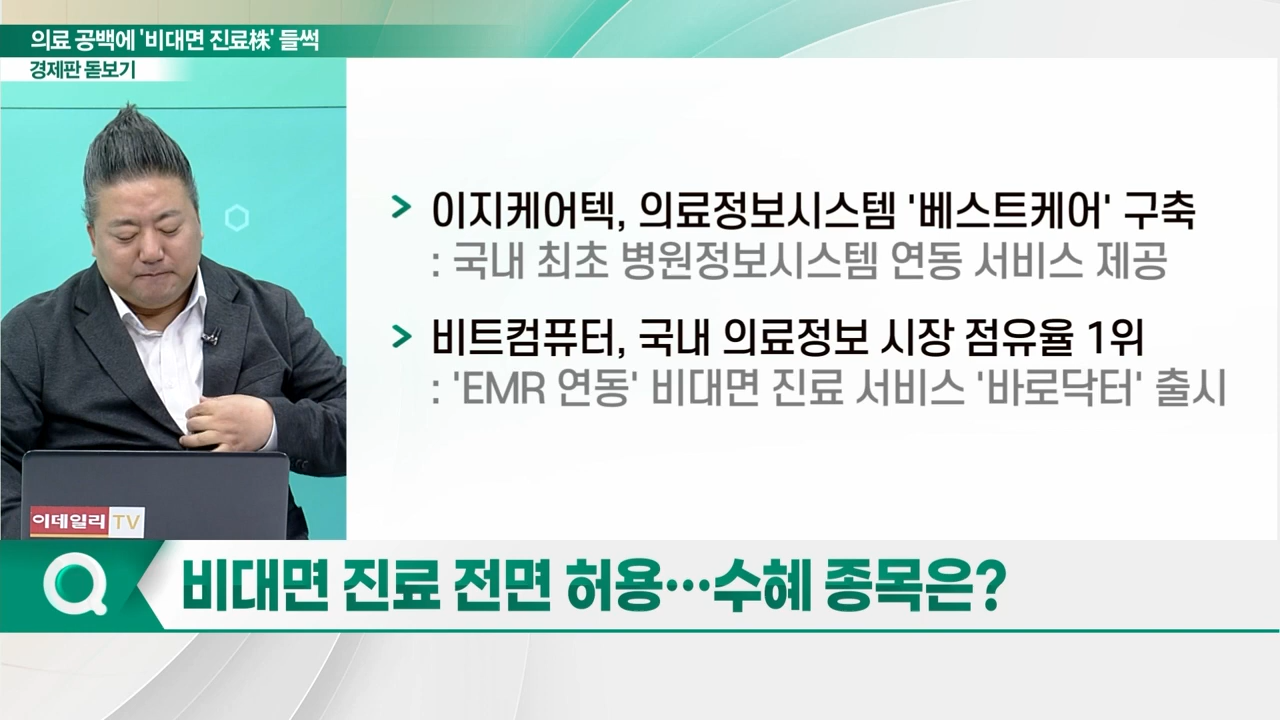 의료 공백에 '비대면 진료株' 들썩
경제판 돋보기
> 이지케어텍, 의료정보시스템 '베스트케어' 구축
: 국내 최초 병원정보시스템 연동 서비스 제공
> 비트컴퓨터, 국내 의료정보 시장 점유율 1위
: 'EMR 연동' 비대면 진료 서비스 '바로닥터' 출시
이데일리 TV
비대면 진료 전면 허용…수혜 종목은?